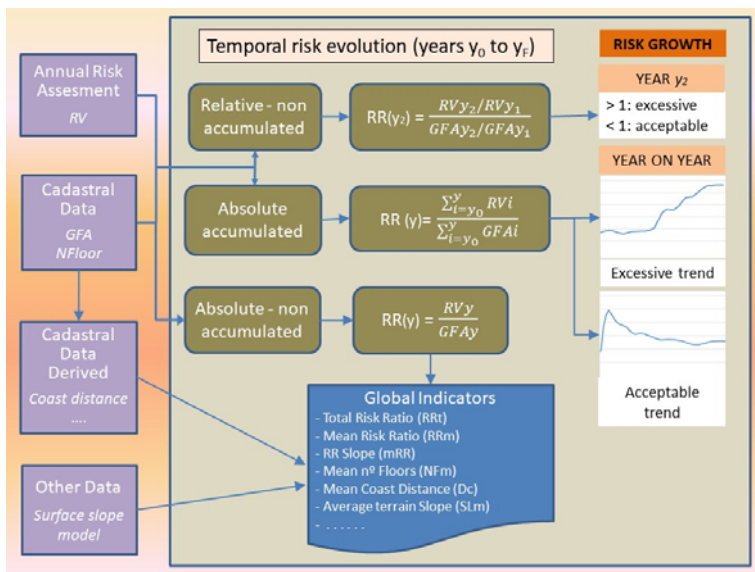 Temporal risk evolution (years y₀ to y_F)
RISK GROWTH
Annual Risk
Assesment
RV
Relative - non
accumulated
RR(y₂) = (RVy₂/RVy₁)/(GFAy₂/GFAy₁)
YEAR y₂
> 1: excessive
< 1: acceptable
YEAR ON YEAR
Cadastral
Data
GFA
NFloor
Absolute
accumulated
RR (y)= (∑_{i=y₀}^{y} RVi)/(∑_{i=y₀}^{y} GFAi)
Excessive trend
Absolute - non
accumulated
RR(y) = RVy/GFAy
Acceptable
trend
Cadastral
Data
Derived
Coast distance
....
Other Data
Surface slope
model
Global Indicators
- Total Risk Ratio (RRt)
- Mean Risk Ratio (RRm)
- RR Slope (mRR)
- Mean nº Floors (NFm)
- Mean Coast Distance (Dc)
- Average terrain Slope (SLm)
- . . . . . .